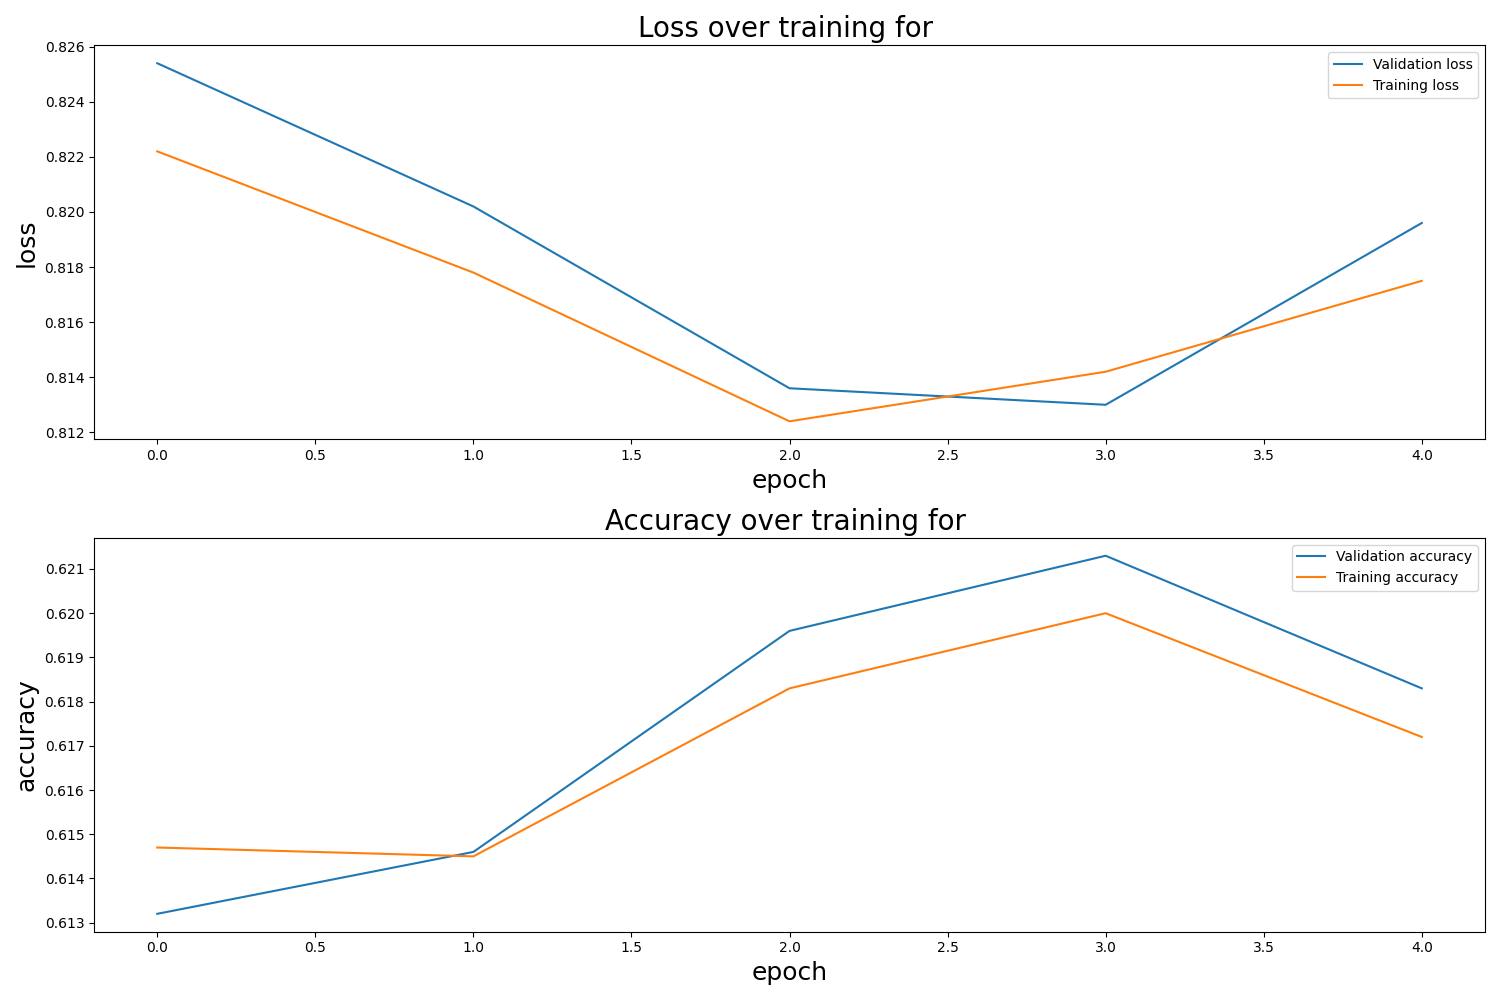 Loss over training for
0.826
0.824
0.822
0.820
0.818
0.816
0.814
0.812
loss
Validation loss
Training loss
0.0 0.5 1.0 1.5 2.0 2.5 3.0 3.5 4.0
epoch
Accuracy over training for
0.621
0.620
0.619
0.618
0.617
0.616
0.615
0.614
0.613
accuracy
Validation accuracy
Training accuracy
0.0 0.5 1.0 1.5 2.0 2.5 3.0 3.5 4.0
epoch